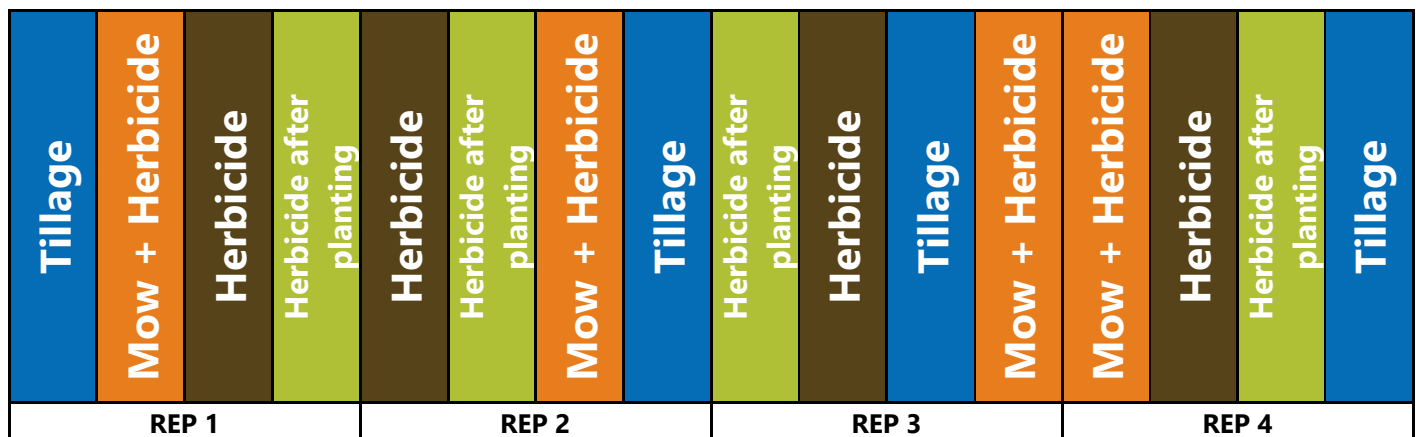 Tillage
Mow + Herbicide
Herbicide
Herbicide after
planting
Herbicide
Herbicide after
planting
Mow + Herbicide
Tillage
Herbicide after
planting
Herbicide
Tillage
Mow + Herbicide
Mow + Herbicide
Herbicide
Herbicide after
planting
Tillage
REP 1
REP 2
REP 3
REP 4